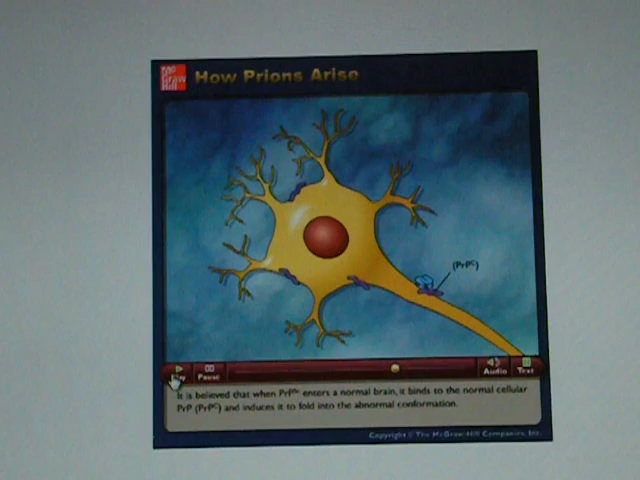 Mc
Graw
Hill
How Prions Arise
(PrPᶜ)
Play Pause Audio Text
It is believed that when PrPˢᶜ enters a normal brain, it binds to the normal cellular
PrP (PrPᶜ) and induces it to fold into the abnormal conformation.
Copyright © The McGraw-Hill Companies, Inc.